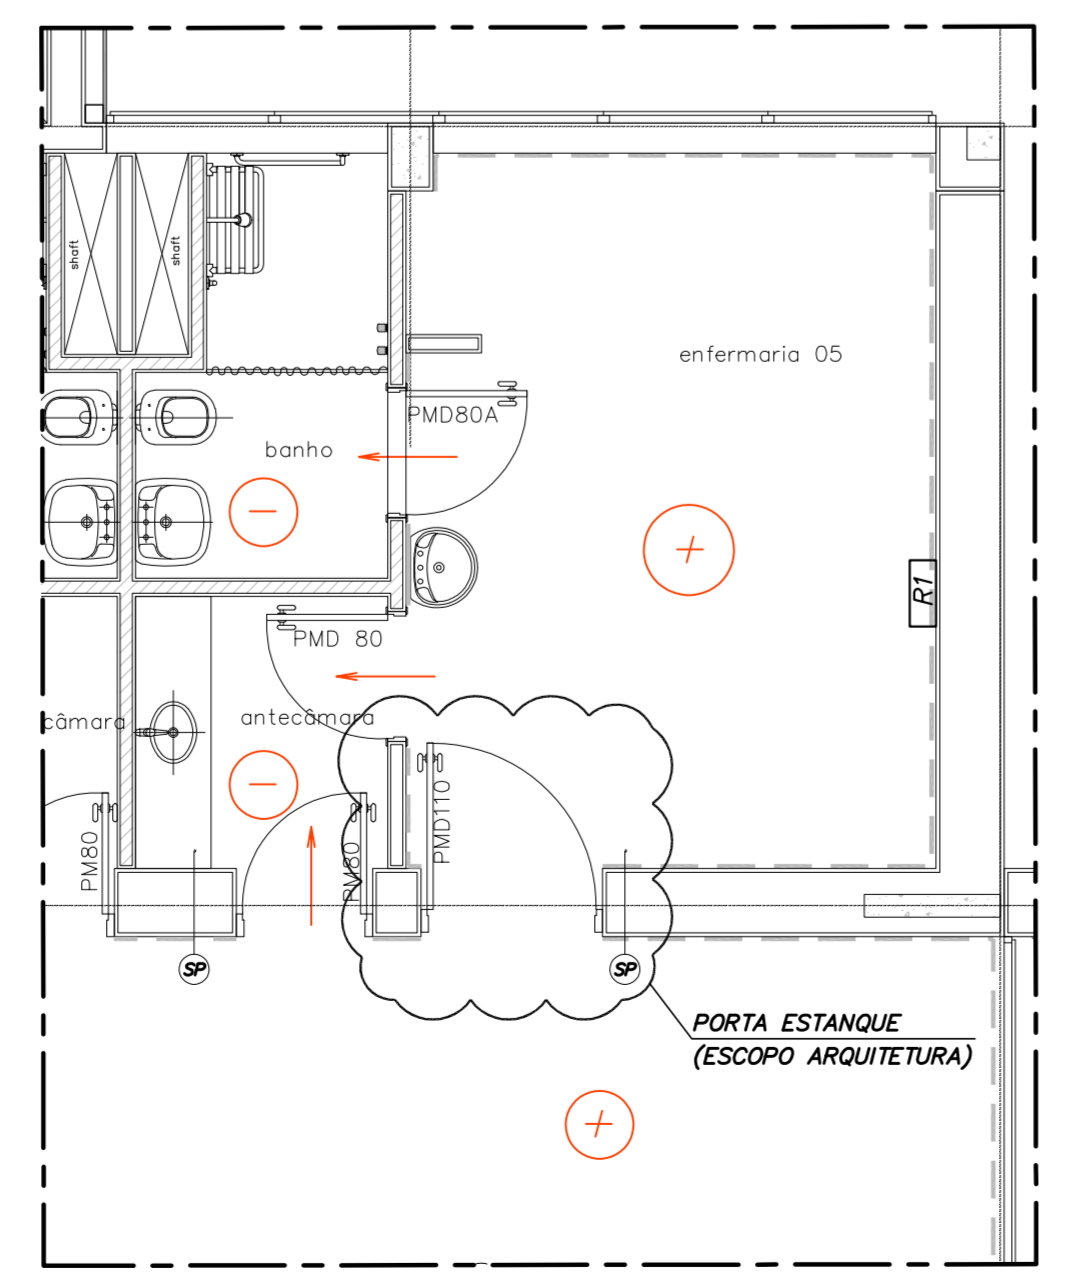 shaft
shaft
enfermaria 05
PMD80A
banho
+
−
R1
PMD 80
câmara
antecâmara
−
PMD110
PM80
PM80
SP
SP
PORTA ESTANQUE
(ESCOPO ARQUITETURA)
+